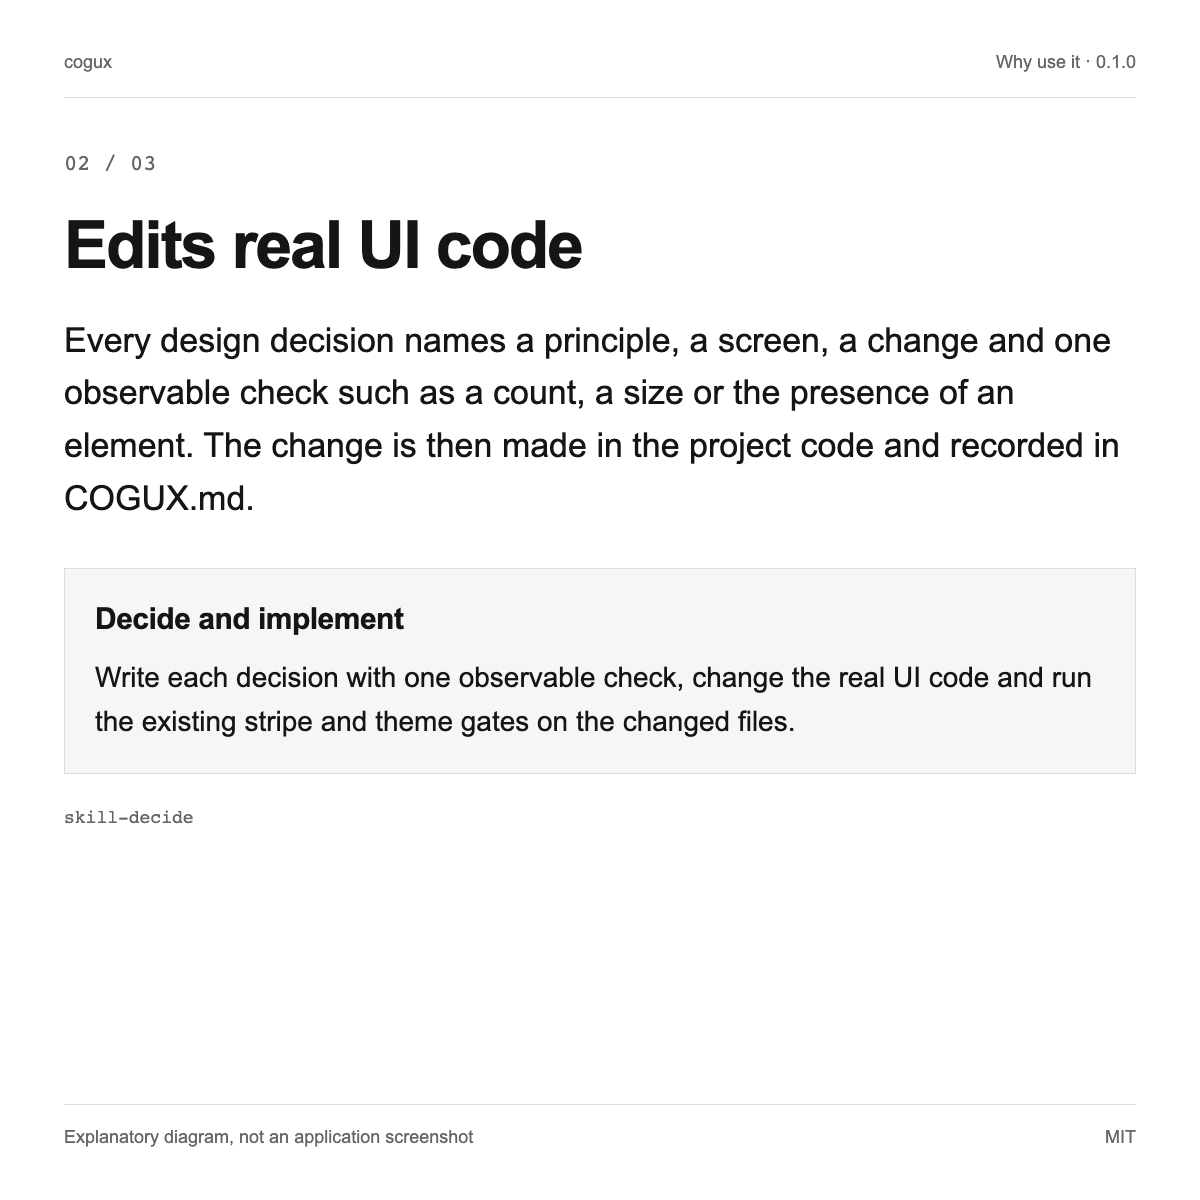 cogux
Why use it · 0.1.0
02 / 03
Edits real UI code
Every design decision names a principle, a screen, a change and one
observable check such as a count, a size or the presence of an
element. The change is then made in the project code and recorded in
COGUX.md.
Decide and implement
Write each decision with one observable check, change the real UI code and run
the existing stripe and theme gates on the changed files.
skill-decide
Explanatory diagram, not an application screenshot
MIT